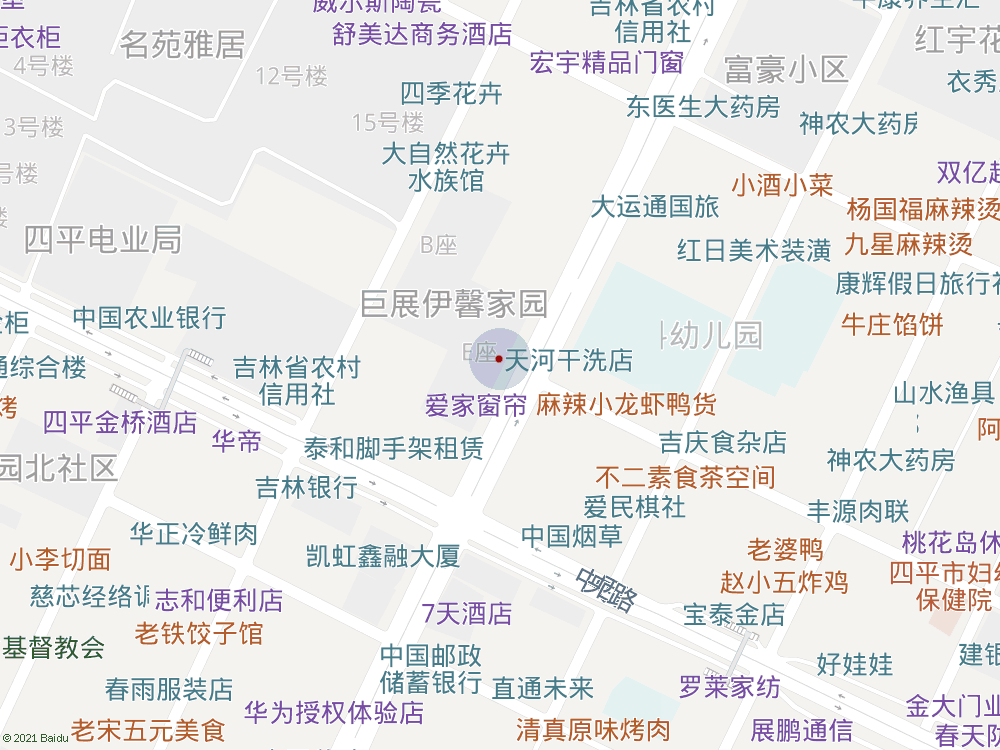 威尔斯陶瓷
吉林省农村
信用社
衣柜
名苑雅居
舒美达商务酒店
红宇花
4号楼
12号楼
宏宇精品门窗
富豪小区
衣秀
四季花卉
东医生大药房
3号楼
15号楼
神农大药房
大自然花卉
水族馆
号楼
双亿超
小酒小菜
大运通国旅
杨国福麻辣烫
四平电业局
B座
红日美术装潢
九星麻辣烫
康辉假日旅行社
巨展伊馨家园
中国农业银行
金柜
牛庄馅饼
幼儿园
E座
天河干洗店
通综合楼
吉林省农村
信用社
山水渔具
烤
爱家窗帘
麻辣小龙虾鸭货
四平金桥酒店
华帝
泰和脚手架租赁
吉庆食杂店
阿
园北社区
神农大药房
不二素食茶空间
吉林银行
爱民棋社
丰源肉联
华正冷鲜肉
中国烟草
桃花岛休
小李切面
凯虹鑫融大厦
老婆鸭
赵小五炸鸡
四平市妇幼
保健院
慈芯经络调
志和便利店
7天酒店
宝泰金店
老铁饺子馆
基督教会
中国邮政
储蓄银行
好娃娃
建银
春雨服装店
直通未来
罗莱家纺
华为授权体验店
金大门业
老宋五元美食
清真原味烤肉
展鹏通信
春天防
© 2021 Baidu